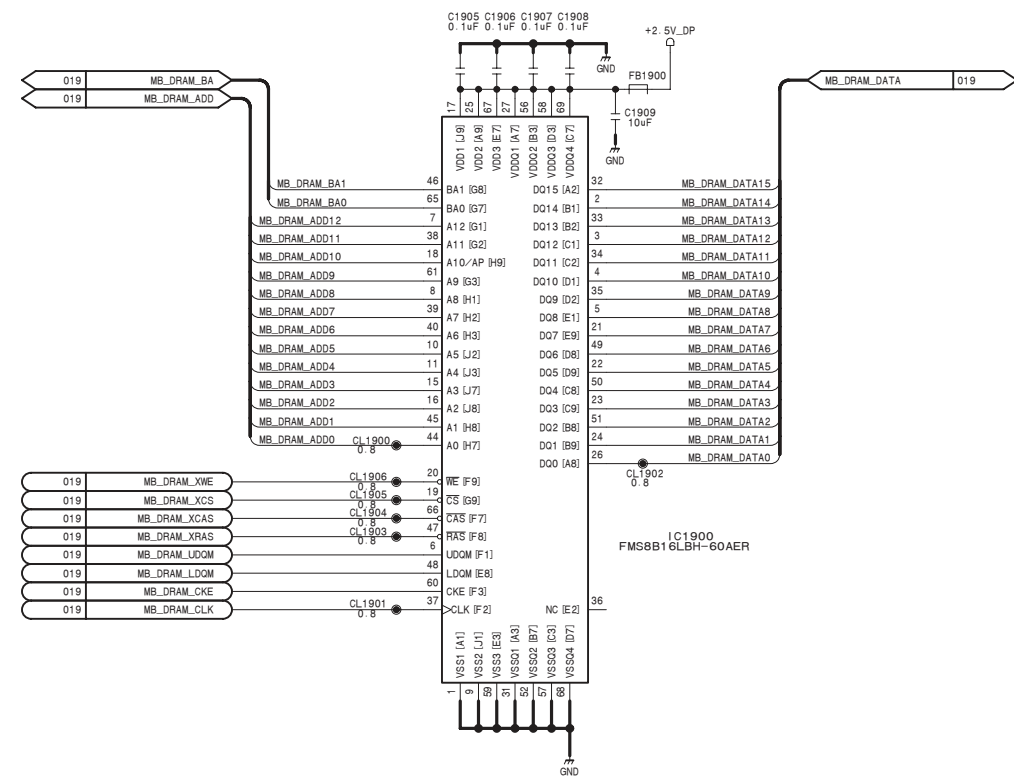 C1905 C1906 C1907 C1908
0.1uF 0.1uF 0.1uF 0.1uF
+2.5V_DP
GND
FB1900
C1909
10uF
GND
019 MB_DRAM_BA
019 MB_DRAM_ADD
MB_DRAM_DATA 019
17 25 67 27 56 58 69
VDD1 [J9]
VDD2 [A9]
VDD3 [E7]
VDDQ1 [A7]
VDDQ2 [B3]
VDDQ3 [D3]
VDDQ4 [C7]
MB_DRAM_BA1 46 BA1 [G8] DQ15 [A2] 32 MB_DRAM_DATA15
MB_DRAM_BA0 65 BA0 [G7] DQ14 [B1] 2 MB_DRAM_DATA14
MB_DRAM_ADD12 7 A12 [G1] DQ13 [B2] 33 MB_DRAM_DATA13
MB_DRAM_ADD11 38 A11 [G2] DQ12 [C1] 3 MB_DRAM_DATA12
MB_DRAM_ADD10 18 A10/AP [H9] DQ11 [C2] 34 MB_DRAM_DATA11
MB_DRAM_ADD9 61 A9 [G3] DQ10 [D1] 4 MB_DRAM_DATA10
MB_DRAM_ADD8 8 A8 [H1] DQ9 [D2] 35 MB_DRAM_DATA9
MB_DRAM_ADD7 39 A7 [H2] DQ8 [E1] 5 MB_DRAM_DATA8
MB_DRAM_ADD6 40 A6 [H3] DQ7 [E9] 21 MB_DRAM_DATA7
MB_DRAM_ADD5 10 A5 [J2] DQ6 [D8] 49 MB_DRAM_DATA6
MB_DRAM_ADD4 11 A4 [J3] DQ5 [D9] 22 MB_DRAM_DATA5
MB_DRAM_ADD3 15 A3 [J7] DQ4 [C8] 50 MB_DRAM_DATA4
MB_DRAM_ADD2 16 A2 [J8] DQ3 [C9] 23 MB_DRAM_DATA3
MB_DRAM_ADD1 45 A1 [H8] DQ2 [B8] 51 MB_DRAM_DATA2
MB_DRAM_ADD0 CL1900 0.8 44 A0 [H7] DQ1 [B9] 24 MB_DRAM_DATA1
DQ0 [A8] 26 MB_DRAM_DATA0
CL1902
0.8
019 MB_DRAM_XWE CL1906 0.8 20 WE [F9]
019 MB_DRAM_XCS CL1905 0.8 19 CS [G9]
019 MB_DRAM_XCAS CL1904 0.8 66 CAS [F7]
019 MB_DRAM_XRAS CL1903 0.8 47 RAS [F8]
019 MB_DRAM_UDQM 6 UDQM [F1]
019 MB_DRAM_LDQM 48 LDQM [E8]
019 MB_DRAM_CKE 60 CKE [F3]
019 MB_DRAM_CLK CL1901 0.8 37 CLK [F2] NC [E2] 36
IC1900
FMS8B16LBH-60AER
VSS1 [A1]
VSS2 [J1]
VSS3 [E3]
VSSQ1 [A3]
VSSQ2 [B7]
VSSQ3 [C3]
VSSQ4 [D7]
1 9 59 31 52 57 68
GND